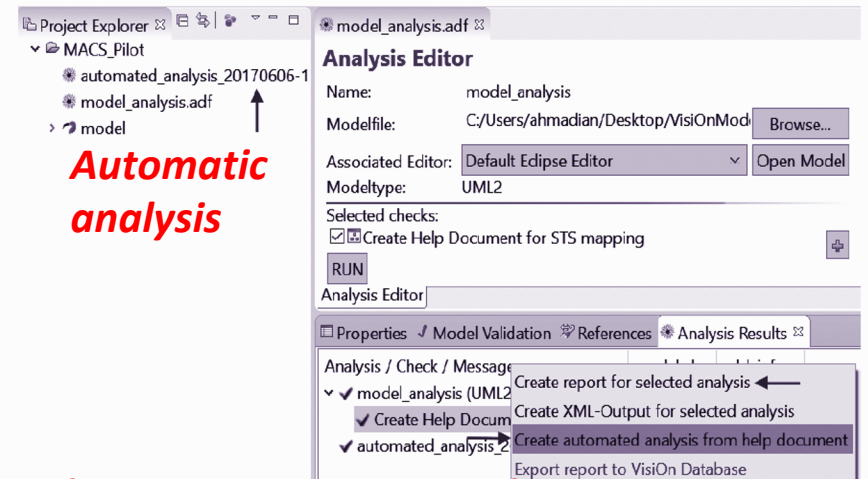 Project Explorer
MACS_Pilot
automated_analysis_20170606-1
model_analysis.adf
model
Automatic
analysis
model_analysis.adf
Analysis Editor
Name: model_analysis
Modelfile: C:/Users/ahmadian/Desktop/VisiOnMod Browse...
Associated Editor: Default Eclipse Editor Open Model
Modeltype: UML2
Selected checks:
Create Help Document for STS mapping
RUN
Analysis Editor
Properties Model Validation References Analysis Results
Analysis / Check / Message
model_analysis (UML2
Create Help Docum
automated_analysis_2
Create report for selected analysis
Create XML-Output for selected analysis
Create automated analysis from help document
Export report to VisiOn Database